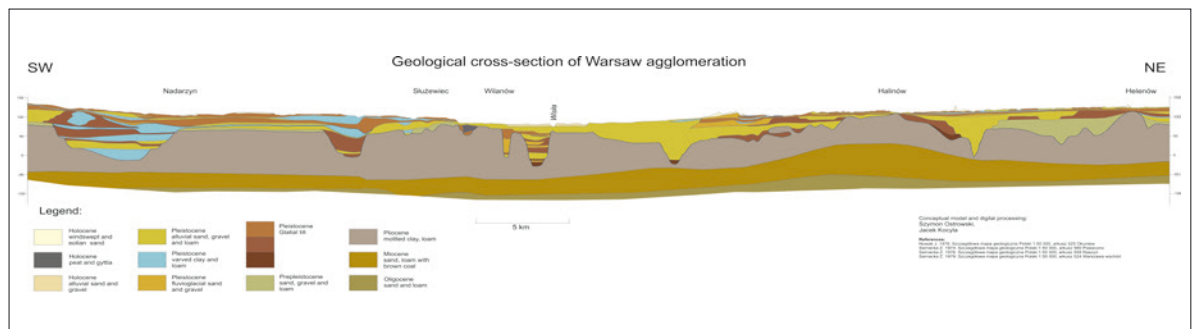 Geological cross-section of Warsaw agglomeration
SW
NE
Nadarzyn
Służewiec
Wilanów
Wisła
Halinów
Helenów
Legend:
Holocene
windswept and
eolian sand
Holocene
peat and gyttja
Holocene
alluvial sand and
gravel
Pleistocene
alluvial sand, gravel
and loam
Pleistocene
varved clay and
loam
Pleistocene
fluvioglacial sand
and gravel
Pleistocene
Glatial till
Prepleistocene
sand, gravel and
loam
Pliocene
mottled clay, loam
Miocene
sand, loam with
brown coal
Oligocene
sand and loam
5 km
Conceptual model and digital processing:
Szymon Ostrowski,
Jacek Kocyła
References: